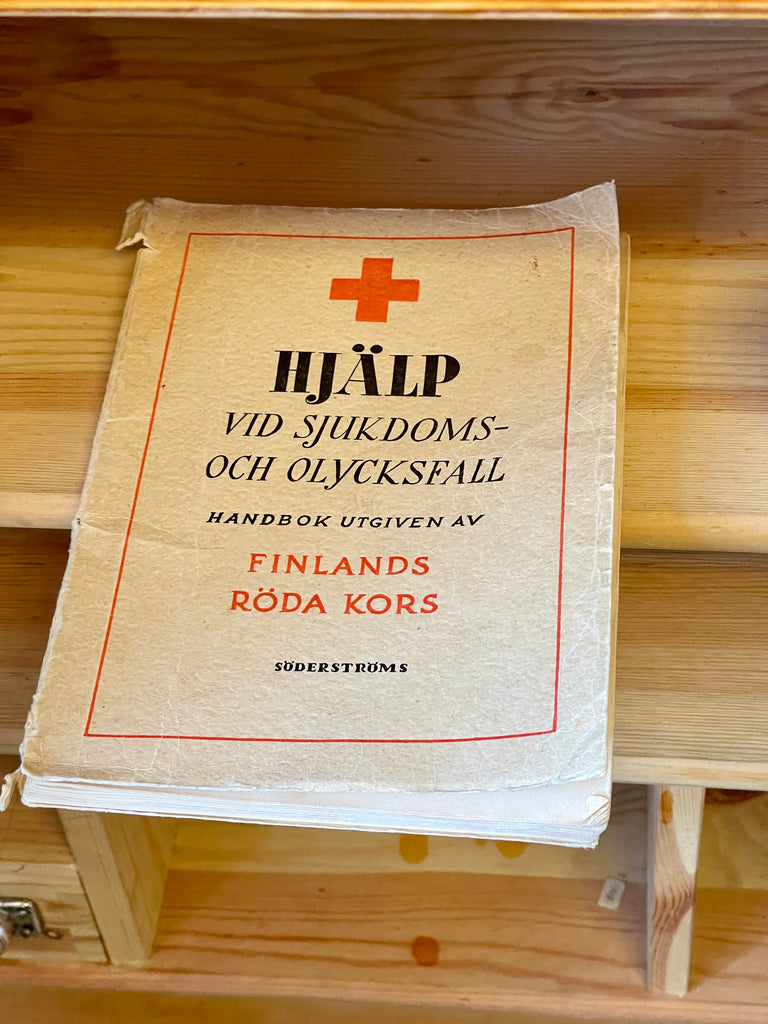 HJÄLP
VID SJUKDOMS-
OCH OLYCKSFALL
HANDBOK UTGIVEN AV
FINLANDS
RÖDA KORS
SÖDERSTRÖMS